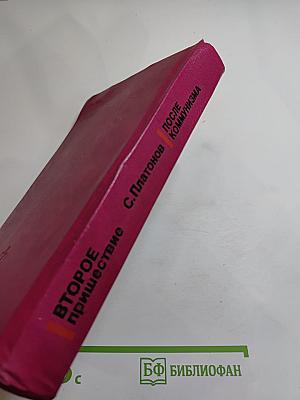 ВТОРОЕ
пришествие
С.Платонов
ПОСЛЕ
КОММУНИЗМА
с
БФ БИБЛИОФАН